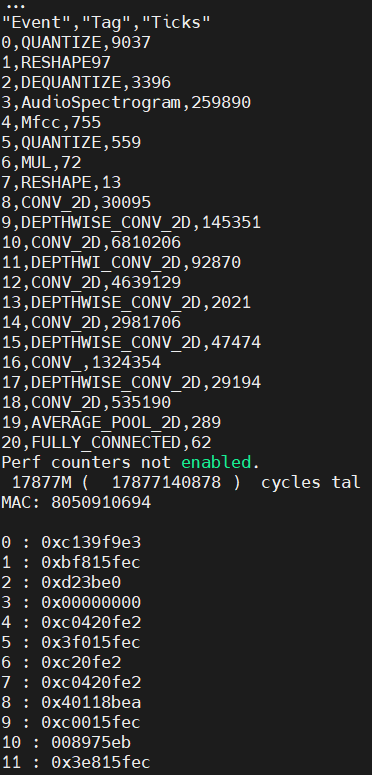 ...
"Event","Tag","Ticks"
0,QUANTIZE,9037
1,RESHAPE97
2,DEQUANTIZE,3396
3,AudioSpectrogram,259890
4,Mfcc,755
5,QUANTIZE,559
6,MUL,72
7,RESHAPE,13
8,CONV_2D,30095
9,DEPTHWISE_CONV_2D,145351
10,CONV_2D,6810206
11,DEPTHWI_CONV_2D,92870
12,CONV_2D,4639129
13,DEPTHWISE_CONV_2D,2021
14,CONV_2D,2981706
15,DEPTHWISE_CONV_2D,47474
16,CONV_,1324354
17,DEPTHWISE_CONV_2D,29194
18,CONV_2D,535190
19,AVERAGE_POOL_2D,289
20,FULLY_CONNECTED,62
Perf counters not enabled.
17877M (  17877140878 )  cycles tal
MAC: 8050910694
0 : 0xc139f9e3
1 : 0xbf815fec
2 : 0xd23be0
3 : 0x00000000
4 : 0xc0420fe2
5 : 0x3f015fec
6 : 0xc20fe2
7 : 0xc0420fe2
8 : 0x40118bea
9 : 0xc0015fec
10 : 008975eb
11 : 0x3e815fec